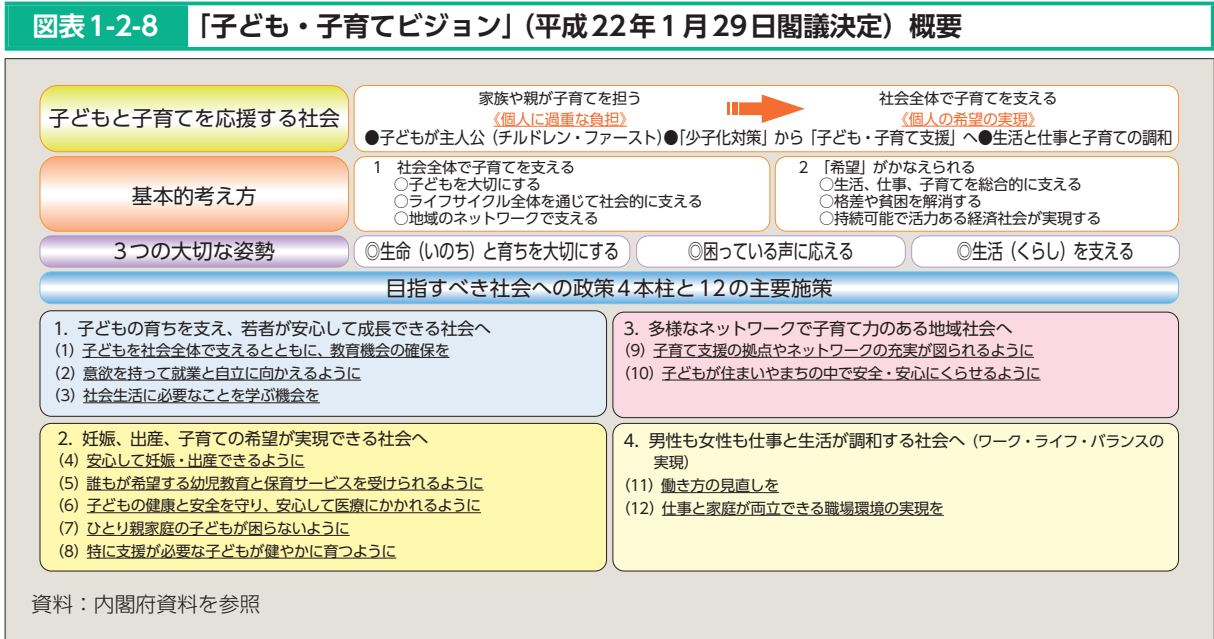 図表1-2-8 「子ども・子育てビジョン」(平成22年1月29日閣議決定)概要
子どもと子育てを応援する社会
家族や親が子育てを担う
《個人に過重な負担》
社会全体で子育てを支える
《個人の希望の実現》
●子どもが主人公(チルドレン・ファースト)●「少子化対策」から「子ども・子育て支援」へ●生活と仕事と子育ての調和
基本的考え方
1 社会全体で子育てを支える
○子どもを大切にする
○ライフサイクル全体を通じて社会的に支える
○地域のネットワークで支える
2 「希望」がかなえられる
○生活、仕事、子育てを総合的に支える
○格差や貧困を解消する
○持続可能で活力ある経済社会が実現する
3つの大切な姿勢
◎生命(いのち)と育ちを大切にする
◎困っている声に応える
◎生活(くらし)を支える
目指すべき社会への政策4本柱と12の主要施策
1. 子どもの育ちを支え、若者が安心して成長できる社会へ
(1) 子どもを社会全体で支えるとともに、教育機会の確保を
(2) 意欲を持って就業と自立に向かえるように
(3) 社会生活に必要なことを学ぶ機会を
2. 妊娠、出産、子育ての希望が実現できる社会へ
(4) 安心して妊娠・出産できるように
(5) 誰もが希望する幼児教育と保育サービスを受けられるように
(6) 子どもの健康と安全を守り、安心して医療にかかれるように
(7) ひとり親家庭の子どもが困らないように
(8) 特に支援が必要な子どもが健やかに育つように
3. 多様なネットワークで子育て力のある地域社会へ
(9) 子育て支援の拠点やネットワークの充実が図られるように
(10) 子どもが住まいやまちの中で安全・安心にくらせるように
4. 男性も女性も仕事と生活が調和する社会へ(ワーク・ライフ・バランスの
実現)
(11) 働き方の見直しを
(12) 仕事と家庭が両立できる職場環境の実現を
資料:内閣府資料を参照